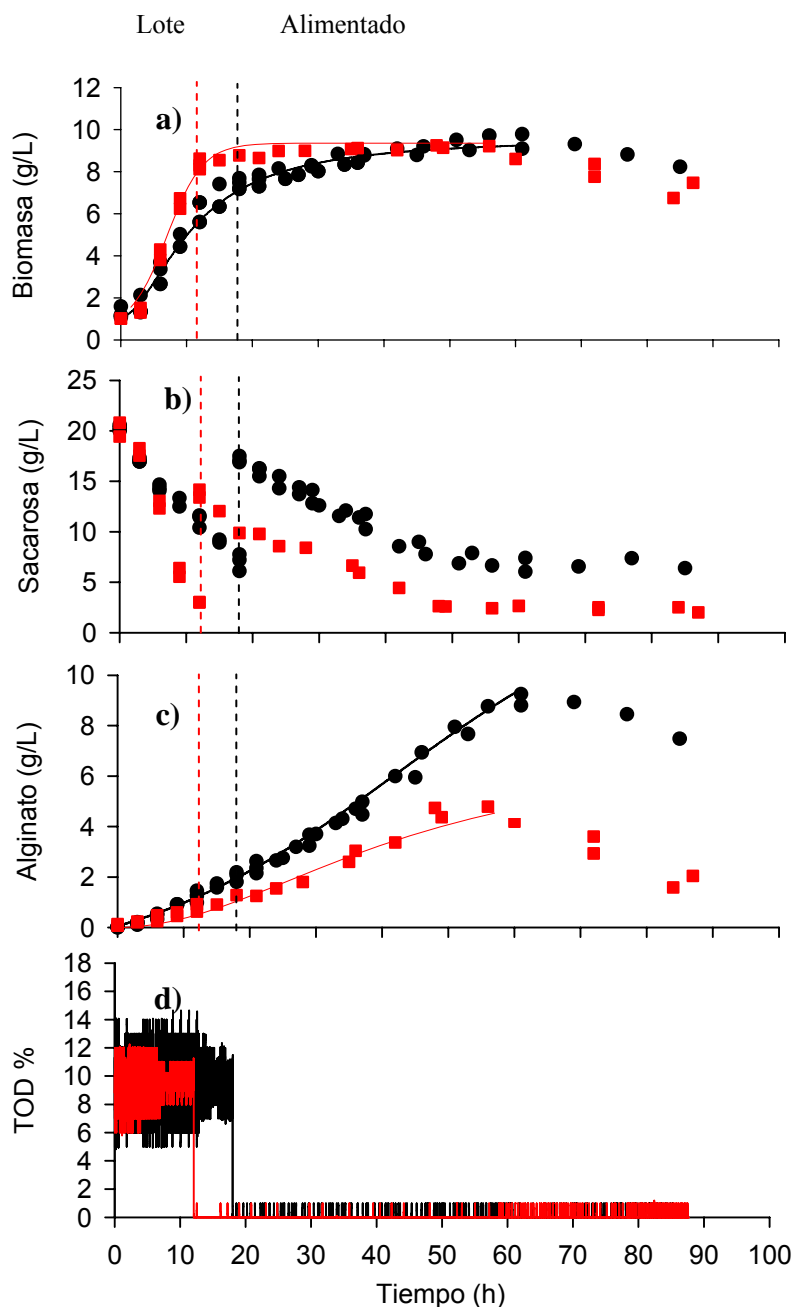 Lote Alimentado
12
10
8
6
4
2
0
Biomasa (g/L)
a)
25
20
15
10
5
0
Sacarosa (g/L)
b)
10
8
6
4
2
0
Alginato (g/L)
c)
18
16
14
12
10
8
6
4
2
0
TOD %
d)
0 10 20 30 40 50 60 70 80 90 100
Tiempo (h)